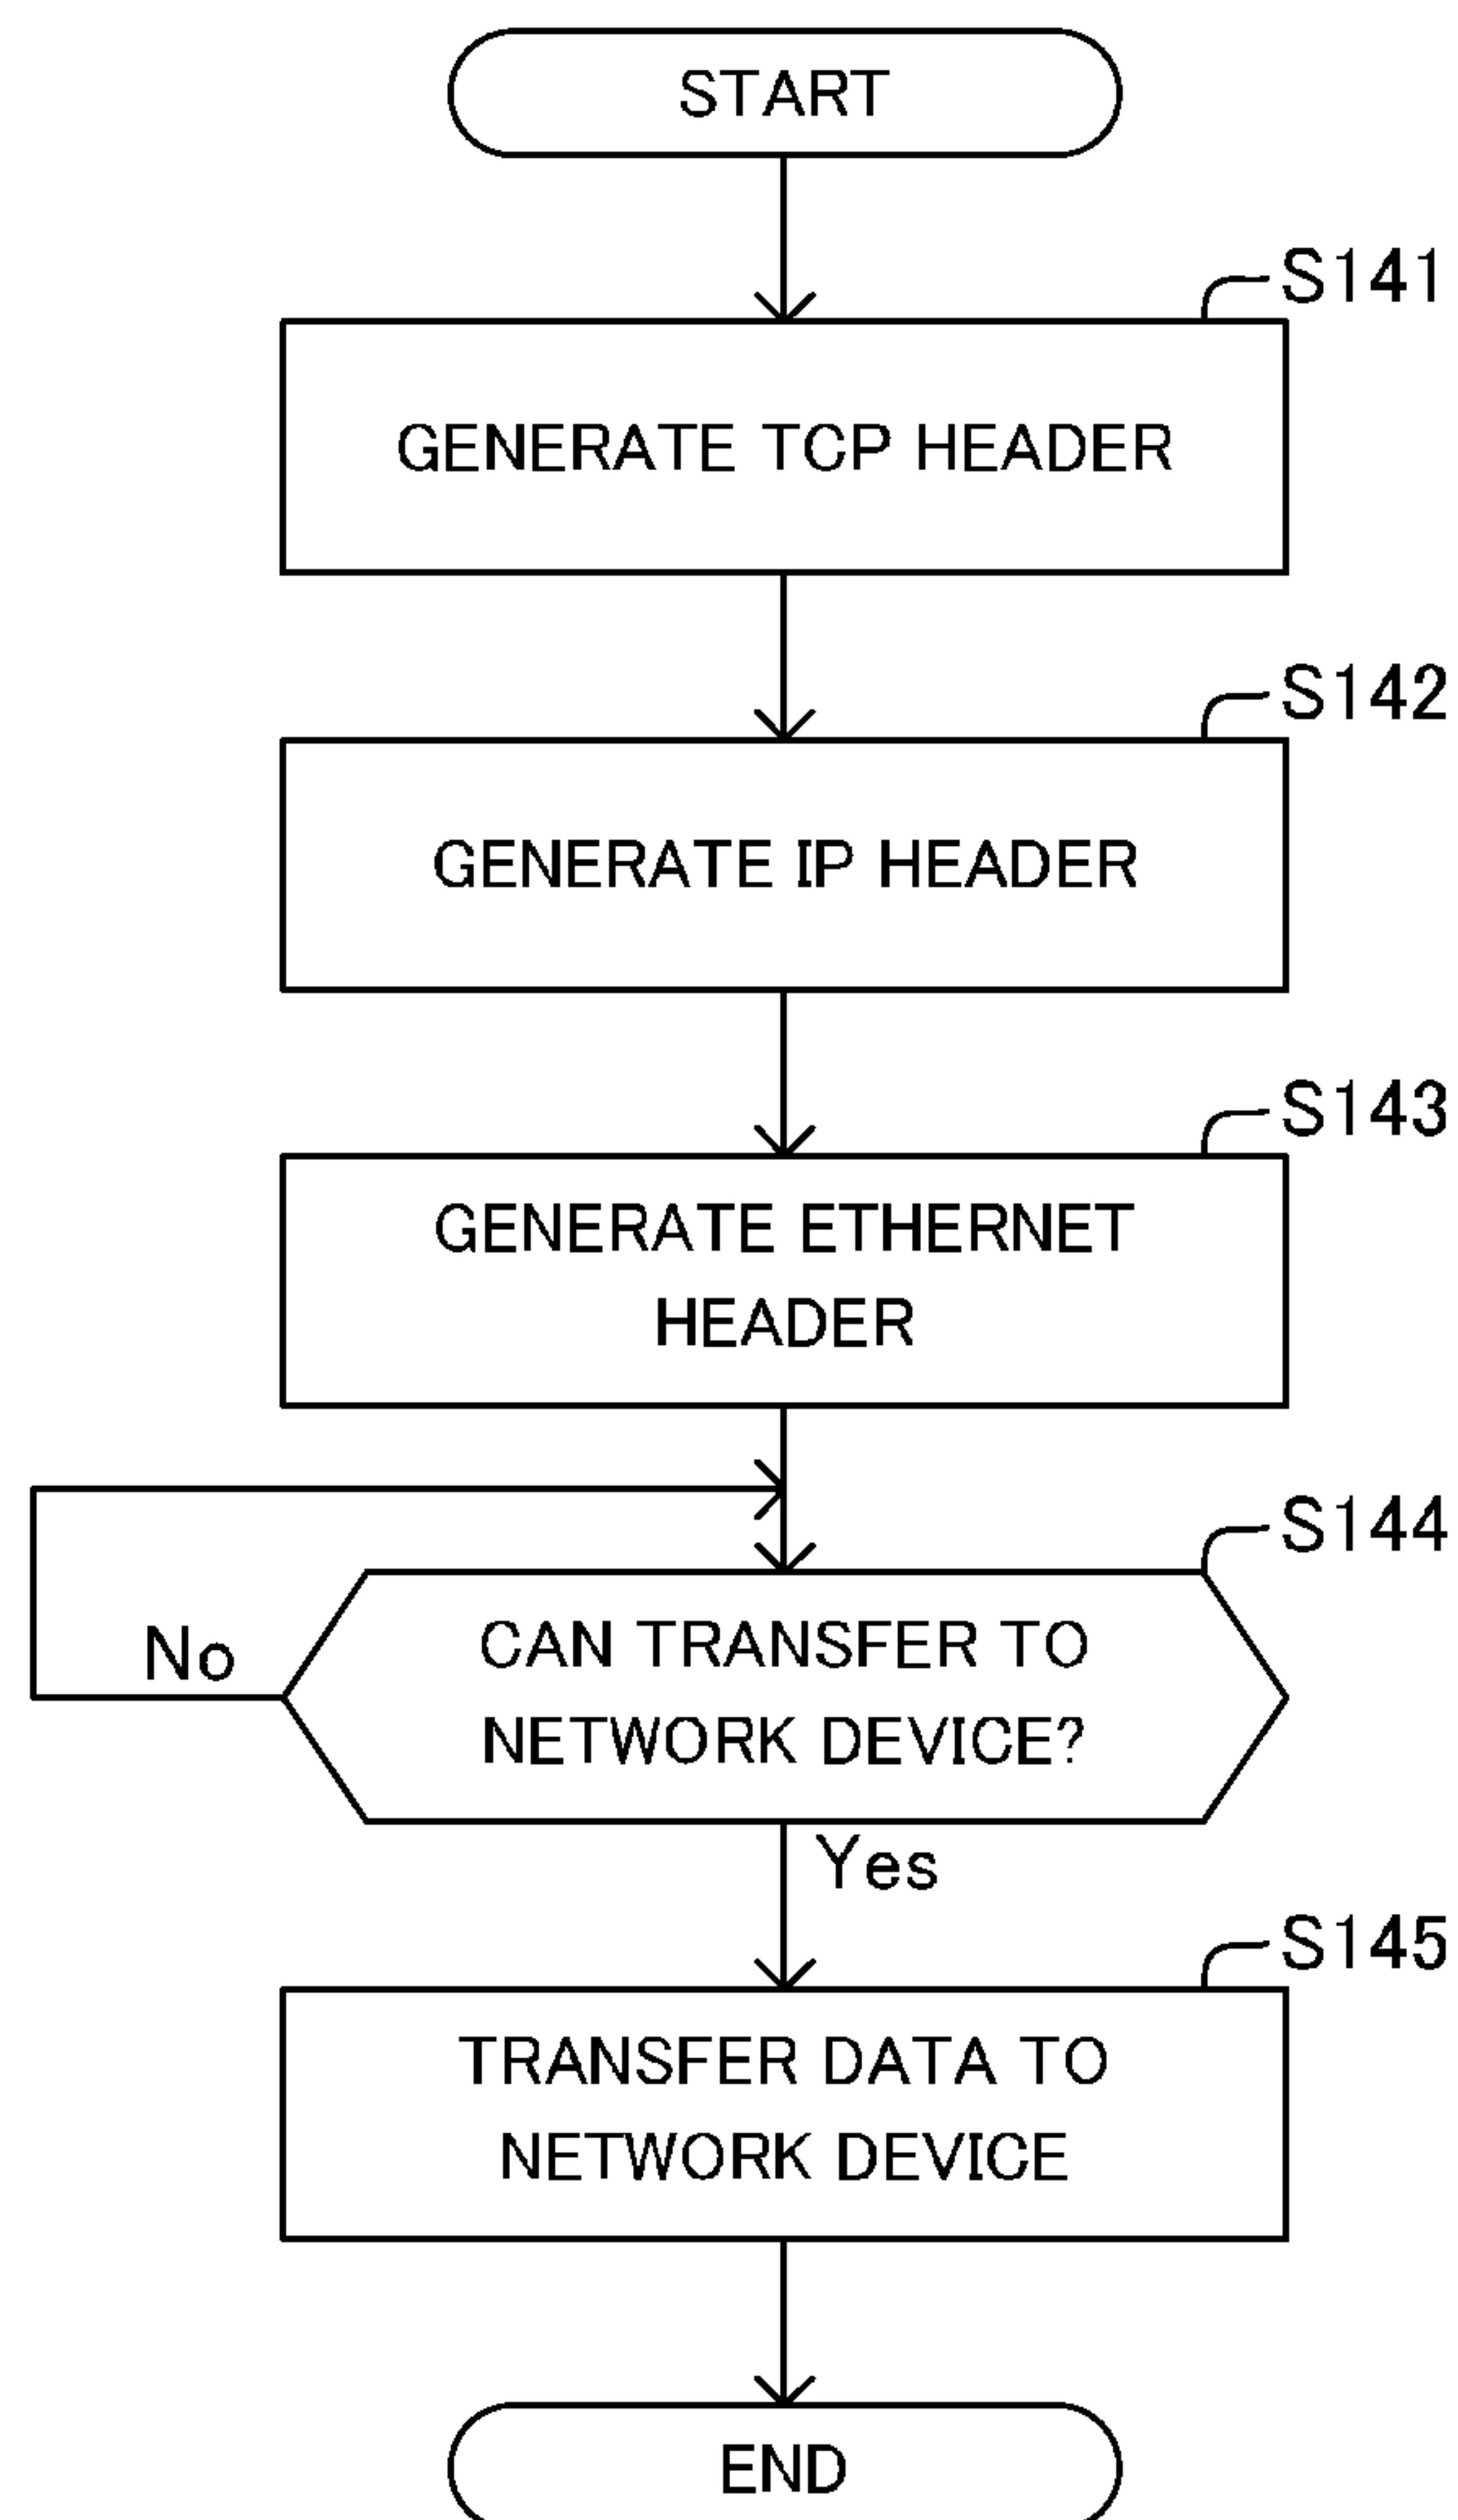 START
S141
GENERATE TCP HEADER
S142
GENERATE IP HEADER
S143
GENERATE ETHERNET
HEADER
S144
CAN TRANSFER TO
NETWORK DEVICE?
No
Yes
S145
TRANSFER DATA TO
NETWORK DEVICE
END